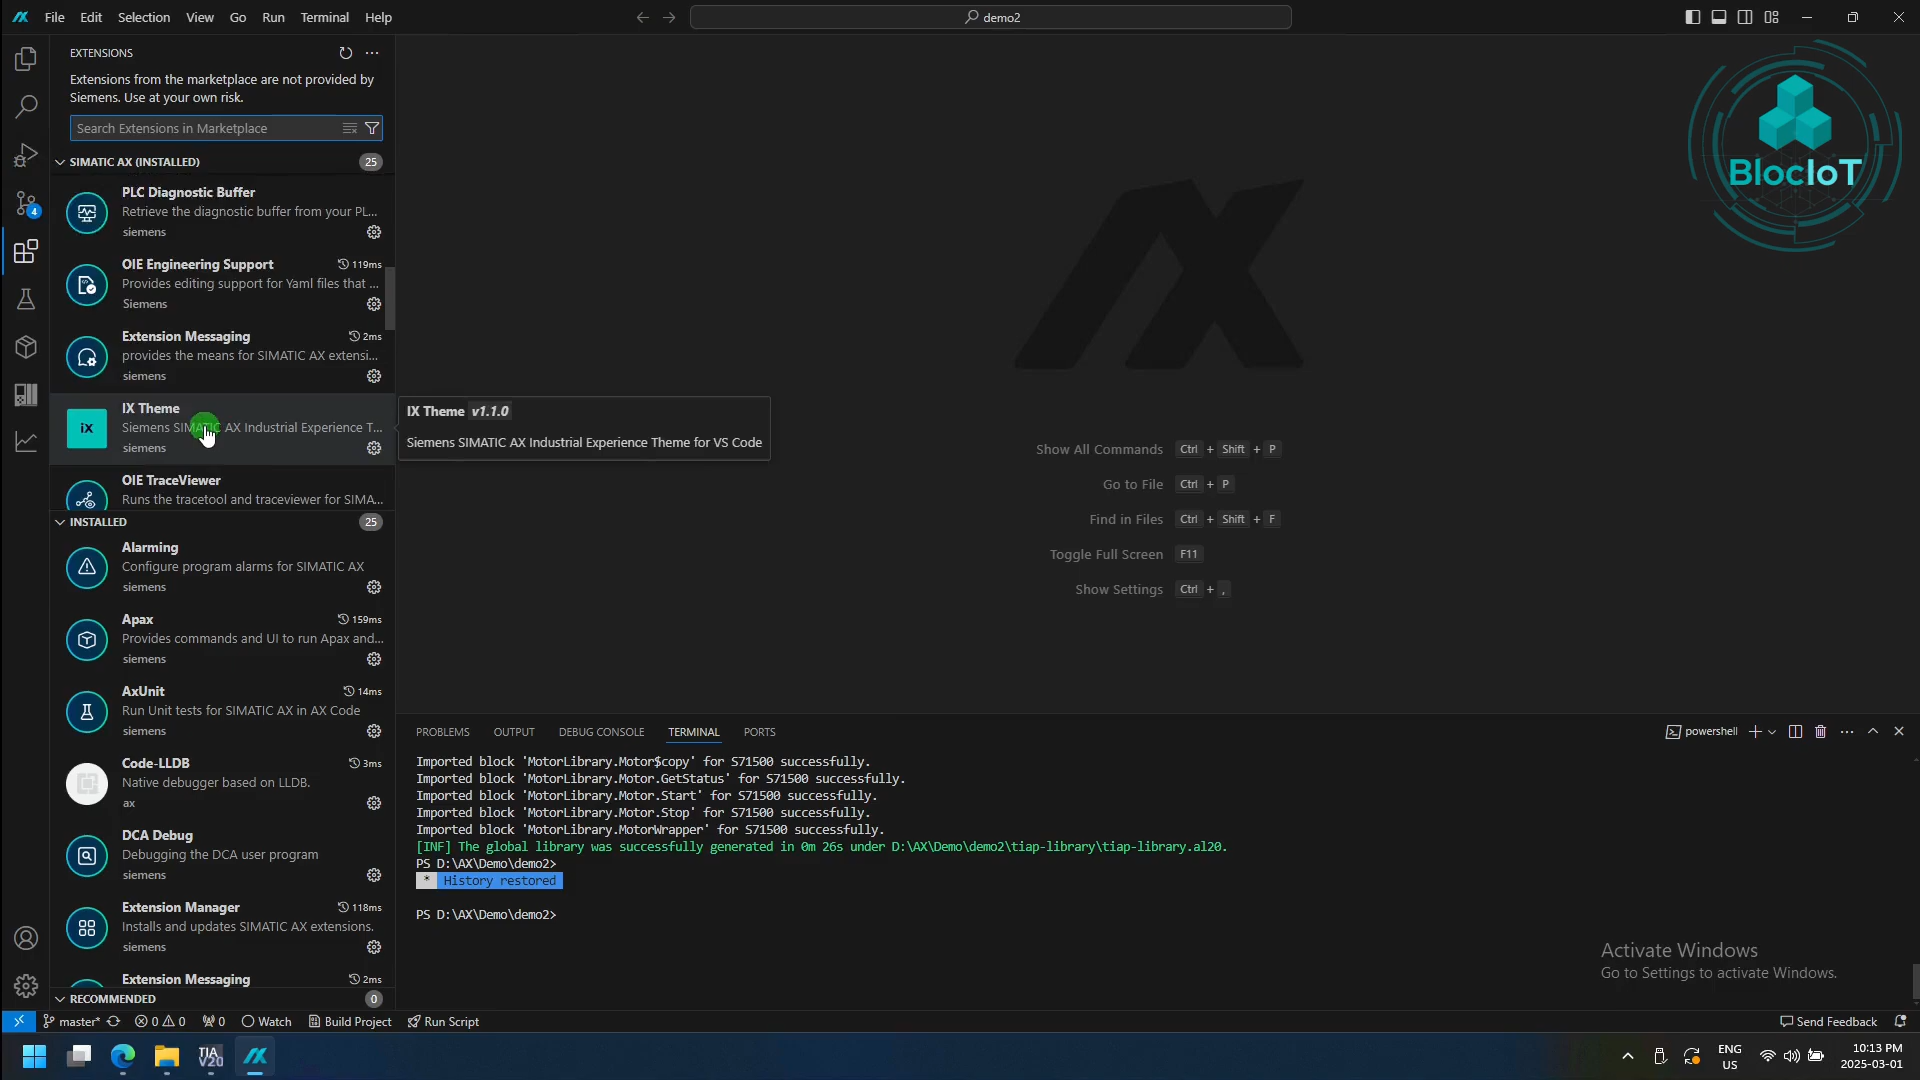 File Edit Selection View Go Run Terminal Help
demo2
EXTENSIONS
Extensions from the marketplace are not provided by
Siemens. Use at your own risk.
Search Extensions in Marketplace
SIMATIC AX (INSTALLED) 25
PLC Diagnostic Buffer
Retrieve the diagnostic buffer from your PL...
siemens
OIE Engineering Support 119ms
Provides editing support for Yaml files that ...
Siemens
Extension Messaging 2ms
provides the means for SIMATIC AX extensi...
siemens
iX
IX Theme
Siemens SIMATIC AX Industrial Experience T...
siemens
OIE TraceViewer
Runs the tracetool and traceviewer for SIMA...
INSTALLED 25
Alarming
Configure program alarms for SIMATIC AX
siemens
Apax 159ms
Provides commands and UI to run Apax and...
siemens
AxUnit 14ms
Run Unit tests for SIMATIC AX in AX Code
siemens
Code-LLDB 3ms
Native debugger based on LLDB.
ax
DCA Debug
Debugging the DCA user program
siemens
Extension Manager 118ms
Installs and updates SIMATIC AX extensions.
siemens
Extension Messaging 2ms
RECOMMENDED 0
4
IX Theme v1.1.0
Siemens SIMATIC AX Industrial Experience Theme for VS Code
BlocIoT
Show All Commands Ctrl + Shift + P
Go to File Ctrl + P
Find in Files Ctrl + Shift + F
Toggle Full Screen F11
Show Settings Ctrl + ,
PROBLEMS OUTPUT DEBUG CONSOLE TERMINAL PORTS
powershell
Imported block 'MotorLibrary.Motor$copy' for S71500 successfully.
Imported block 'MotorLibrary.Motor.GetStatus' for S71500 successfully.
Imported block 'MotorLibrary.Motor.Start' for S71500 successfully.
Imported block 'MotorLibrary.Motor.Stop' for S71500 successfully.
Imported block 'MotorLibrary.MotorWrapper' for S71500 successfully.
[INF] The global library was successfully generated in 0m 26s under D:\AX\Demo\demo2\tiap-library\tiap-library.al20.
PS D:\AX\Demo\demo2>
* History restored
PS D:\AX\Demo\demo2>
Activate Windows
Go to Settings to activate Windows.
master* 0 0 0 Watch Build Project Run Script
Send Feedback
TIA
V20
ENG
US
10:13 PM
2025-03-01